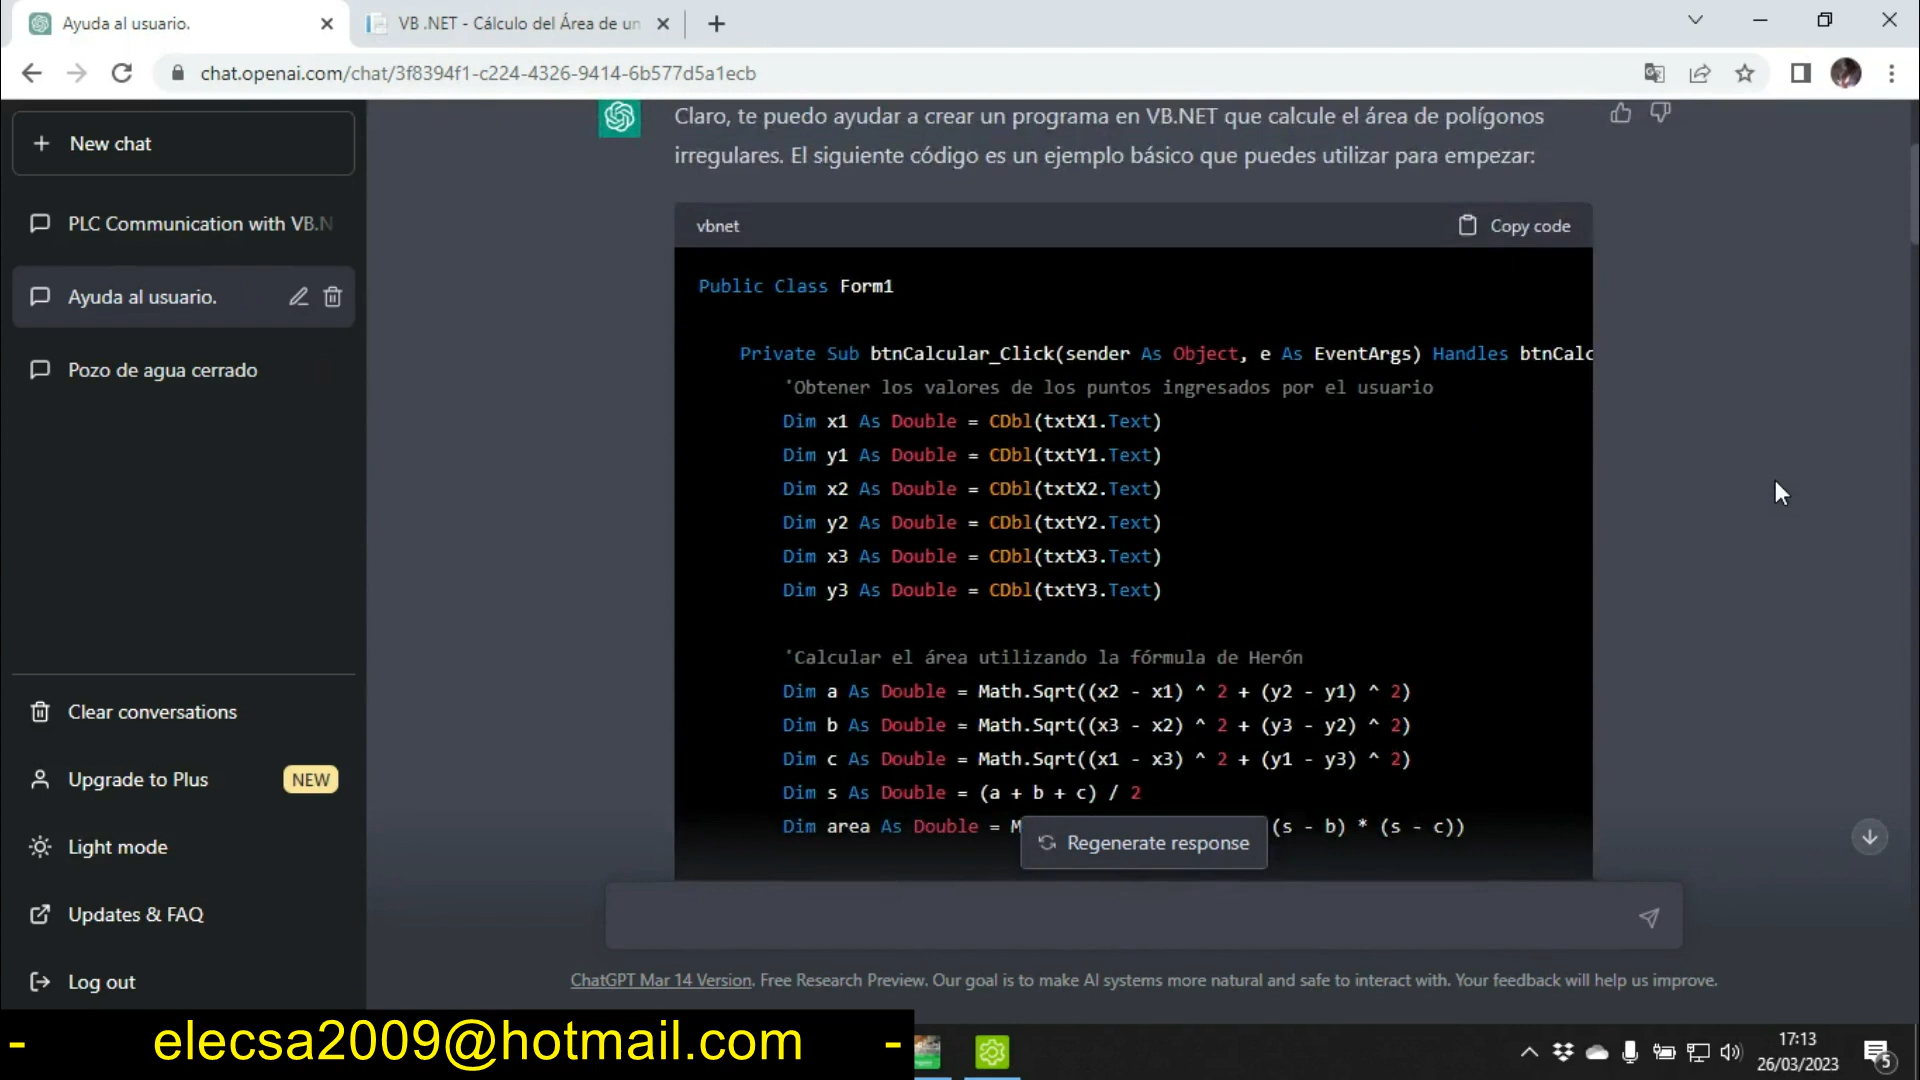 Ayuda al usuario.
VB .NET - Cálculo del Área de un
chat.openai.com/chat/3f8394f1-c224-4326-9414-6b577d5a1ecb
New chat
PLC Communication with VB.N
Ayuda al usuario.
Pozo de agua cerrado
Clear conversations
Upgrade to Plus NEW
Light mode
Updates & FAQ
Log out
Claro, te puedo ayudar a crear un programa en VB.NET que calcule el área de polígonos
irregulares. El siguiente código es un ejemplo básico que puedes utilizar para empezar:
vbnet Copy code
Public Class Form1
Private Sub btnCalcular_Click(sender As Object, e As EventArgs) Handles btnCalc
'Obtener los valores de los puntos ingresados por el usuario
Dim x1 As Double = CDbl(txtX1.Text)
Dim y1 As Double = CDbl(txtY1.Text)
Dim x2 As Double = CDbl(txtX2.Text)
Dim y2 As Double = CDbl(txtY2.Text)
Dim x3 As Double = CDbl(txtX3.Text)
Dim y3 As Double = CDbl(txtY3.Text)
'Calcular el área utilizando la fórmula de Herón
Dim a As Double = Math.Sqrt((x2 - x1) ^ 2 + (y2 - y1) ^ 2)
Dim b As Double = Math.Sqrt((x3 - x2) ^ 2 + (y3 - y2) ^ 2)
Dim c As Double = Math.Sqrt((x1 - x3) ^ 2 + (y1 - y3) ^ 2)
Dim s As Double = (a + b + c) / 2
Dim area As Double = M (s - b) * (s - c))
Regenerate response
ChatGPT Mar 14 Version. Free Research Preview. Our goal is to make AI systems more natural and safe to interact with. Your feedback will help us improve.
- elecsa2009@hotmail.com -
17:13
26/03/2023
5